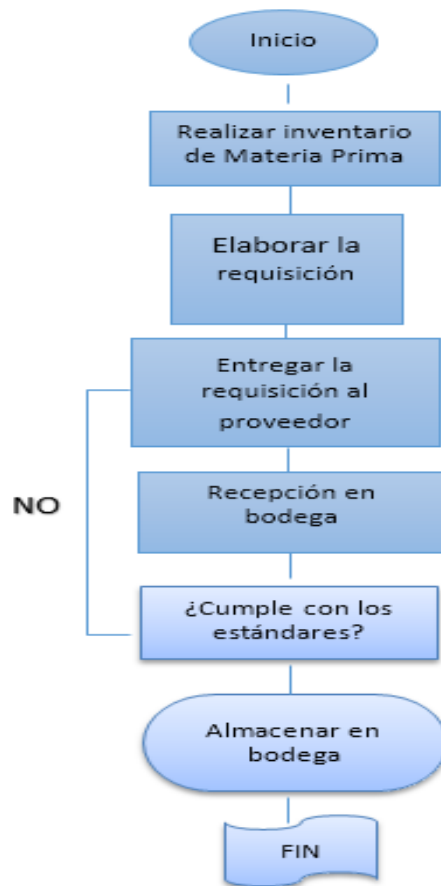 Inicio
Realizar inventario
de Materia Prima
Elaborar la
requisición
Entregar la
requisición al
proveedor
NO
Recepción en
bodega
¿Cumple con los
estándares?
Almacenar en
bodega
FIN